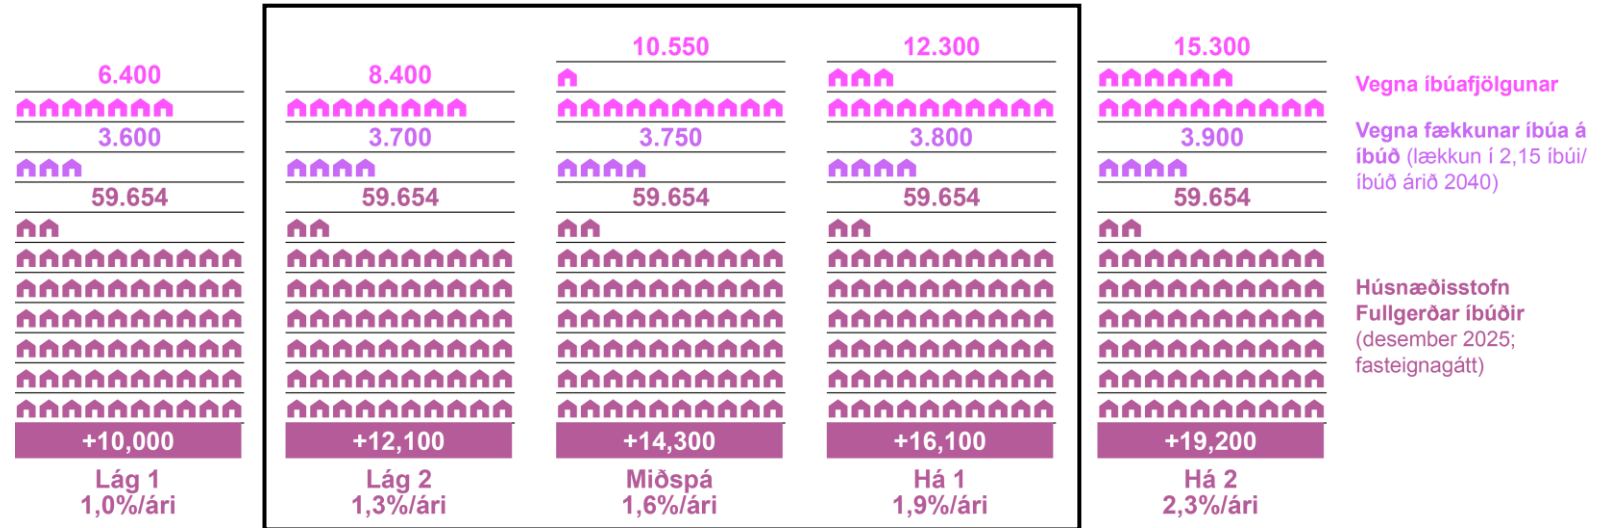 6.400
8.400
10.550
12.300
15.300
Vegna íbúafjölgunar
3.600
3.700
3.750
3.800
3.900
Vegna fækkunar íbúa á
íbúð (lækkun í 2,15 íbúi/
íbúð árið 2040)
59.654
59.654
59.654
59.654
59.654
Húsnæðisstofn
Fullgerðar íbúðir
(desember 2025;
fasteignagátt)
+10,000
+12,100
+14,300
+16,100
+19,200
Lág 1
1,0%/ári
Lág 2
1,3%/ári
Miðspá
1,6%/ári
Há 1
1,9%/ári
Há 2
2,3%/ári